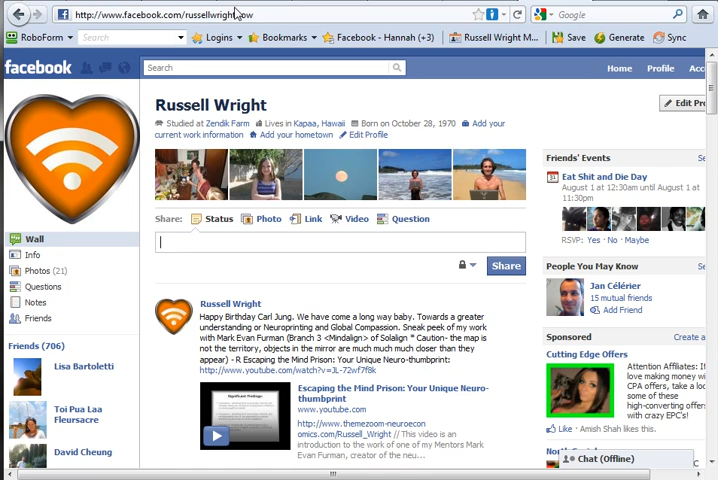 http://www.facebook.com/russellwrightnow
Google
RoboForm
Logins
Bookmarks
Facebook - Hannah (+3)
Russell Wright M...
Save
Generate
Sync
facebook
Search
Home
Profile
Russell Wright
Edit
Studied at Zendik Farm
Lives in Kapaa, Hawaii
Born on October 28, 1970
Add your
current work information
Add your hometown
Edit Profile
Share:
Status
Photo
Link
Video
Question
Share
Wall
Info
Photos (21)
Questions
Notes
Friends
Friends (706)
Lisa Bartoletti
Toi Pua Laa
Fleursacre
David Cheung
Russell Wright
Happy Birthday Carl Jung. We have come a long way baby. Towards a greater
understanding or Neuroprinting and Global Compassion. Sneak peek of my work
with Mark Evan Furman (Branch 3 <Mindalign> of Solalign * Caution- the map is
not the territory, objects in the mirror are much much much closer than they
appear) - R Escaping the Mind Prison: Your Unique Neuro-thumbprint:
http://www.youtube.com/watch?v=JL-72wf7f8k
Significant Findings:
Escaping the Mind Prison: Your Unique Neuro-
thumbprint
www.youtube.com
http://www.themezoom-neuroecon
omics.com/Russell_Wright // This video is an
introduction to the work of one of my Mentors Mark
Evan Furman, creator of the neu...
Friends' Events
Eat Shit and Die Day
August 1 at 12:30am until August 1 at
11:30pm
RSVP: Yes · No · Maybe
People You May Know
Jan Célérier
15 mutual friends
Add Friend
Sponsored
Create a
Cutting Edge Offers
Attention Affiliates: If
love making money wi
CPA offers, take a loo
some of these
high-converting offer
crazy EPC's!
Like · Amish Shah likes this.
Chat (Offline)